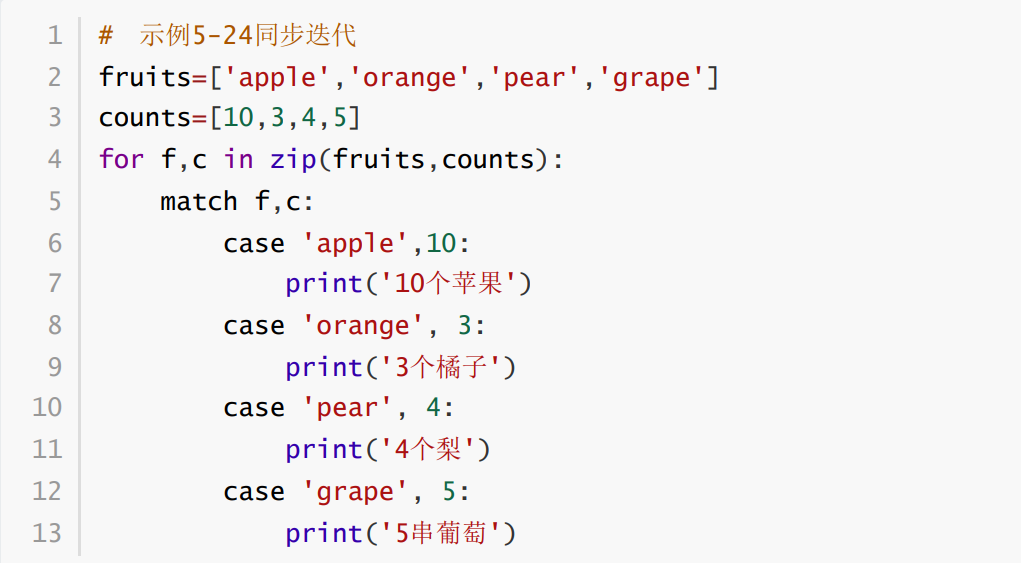 1 #  示例5-24同步迭代
2 fruits=['apple','orange','pear','grape']
3 counts=[10,3,4,5]
4 for f,c in zip(fruits,counts):
5     match f,c:
6         case 'apple',10:
7             print('10个苹果')
8         case 'orange', 3:
9             print('3个橘子')
10         case 'pear', 4:
11             print('4个梨')
12         case 'grape', 5:
13             print('5串葡萄')